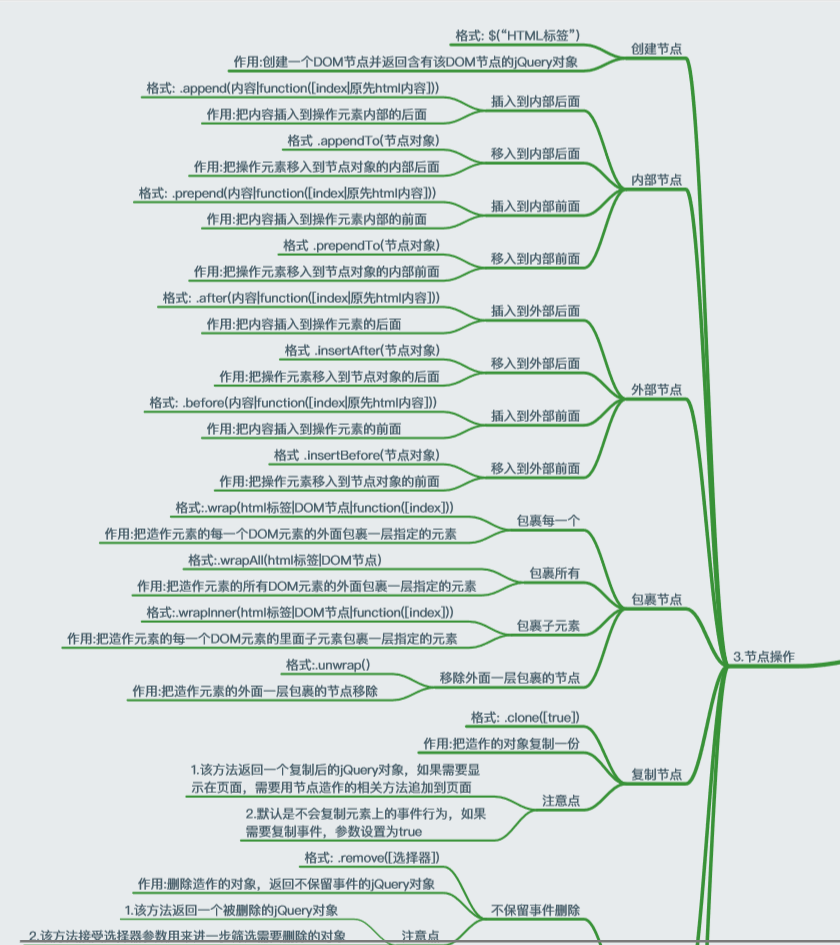 格式: $(“HTML标签”)
创建节点
作用:创建一个DOM节点并返回含有该DOM节点的jQuery对象
格式: .append(内容|function([index|原先html内容]))
插入到内部后面
作用:把内容插入到操作元素内部的后面
格式 .appendTo(节点对象)
移入到内部后面
作用:把操作元素移入到节点对象的内部后面
内部节点
格式: .prepend(内容|function([index|原先html内容]))
插入到内部前面
作用:把内容插入到操作元素内部的前面
格式 .prependTo(节点对象)
移入到内部前面
作用:把操作元素移入到节点对象的内部前面
格式: .after(内容|function([index|原先html内容]))
插入到外部后面
作用:把内容插入到操作元素的后面
格式 .insertAfter(节点对象)
移入到外部后面
作用:把操作元素移入到节点对象的后面
外部节点
格式: .before(内容|function([index|原先html内容]))
插入到外部前面
作用:把内容插入到操作元素的前面
格式 .insertBefore(节点对象)
移入到外部前面
作用:把操作元素移入到节点对象的前面
格式:.wrap(html标签|DOM节点|function([index])
包裹每一个
作用:把造作元素的每一个DOM元素的外面包裹一层指定的元素
格式:.wrapAll(html标签|DOM节点)
包裹所有
作用:把造作元素的所有DOM元素的外面包裹一层指定的元素
包裹节点
格式:.wrapInner(html标签|DOM节点|function([index])
包裹子元素
作用:把造作元素的每一个DOM元素的里面子元素包裹一层指定的元素
3.节点操作
格式:.unwrap()
移除外面一层包裹的节点
作用:把造作元素的外面一层包裹的节点移除
格式: .clone([true])
作用:把造作的对象复制一份
复制节点
1.该方法返回一个复制后的jQuery对象，如果需要显
示在页面，需要用节点造作的相关方法追加到页面
注意点
2.默认是不会复制元素上的事件行为，如果
需要复制事件，参数设置为true
格式: .remove([选择器])
作用:删除造作的对象，返回不保留事件的jQuery对象
不保留事件删除
1.该方法返回一个被删除的jQuery对象
注意点
2.该方法接受选择器参数用来进一步筛选需要删除的对象